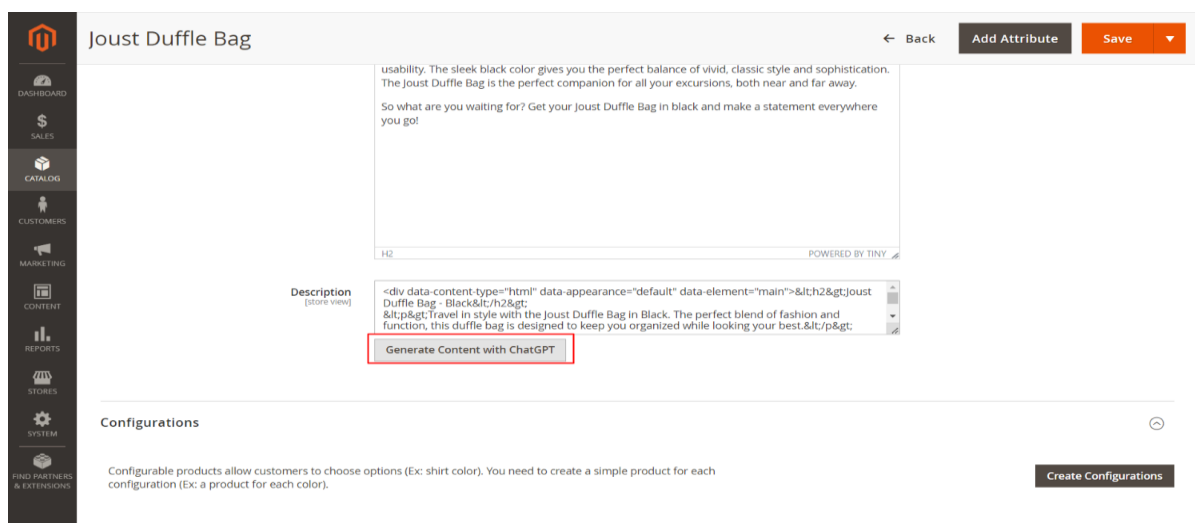 Joust Duffle Bag
← Back
Add Attribute
Save
DASHBOARD
$
SALES
CATALOG
CUSTOMERS
MARKETING
CONTENT
REPORTS
STORES
SYSTEM
FIND PARTNERS
& EXTENSIONS
usability. The sleek black color gives you the perfect balance of vivid, classic style and sophistication.
The Joust Duffle Bag is the perfect companion for all your excursions, both near and far away.
So what are you waiting for? Get your Joust Duffle Bag in black and make a statement everywhere
you go!
H2
POWERED BY TINY
Description
[store view]
<div data-content-type="html" data-appearance="default" data-element="main">&lt;h2&gt;Joust
Duffle Bag - Black&lt;/h2&gt;
&lt;p&gt;Travel in style with the Joust Duffle Bag in Black. The perfect blend of fashion and
function, this duffle bag is designed to keep you organized while looking your best.&lt;/p&gt;
Generate Content with ChatGPT
Configurations
Configurable products allow customers to choose options (Ex: shirt color). You need to create a simple product for each
configuration (Ex: a product for each color).
Create Configurations